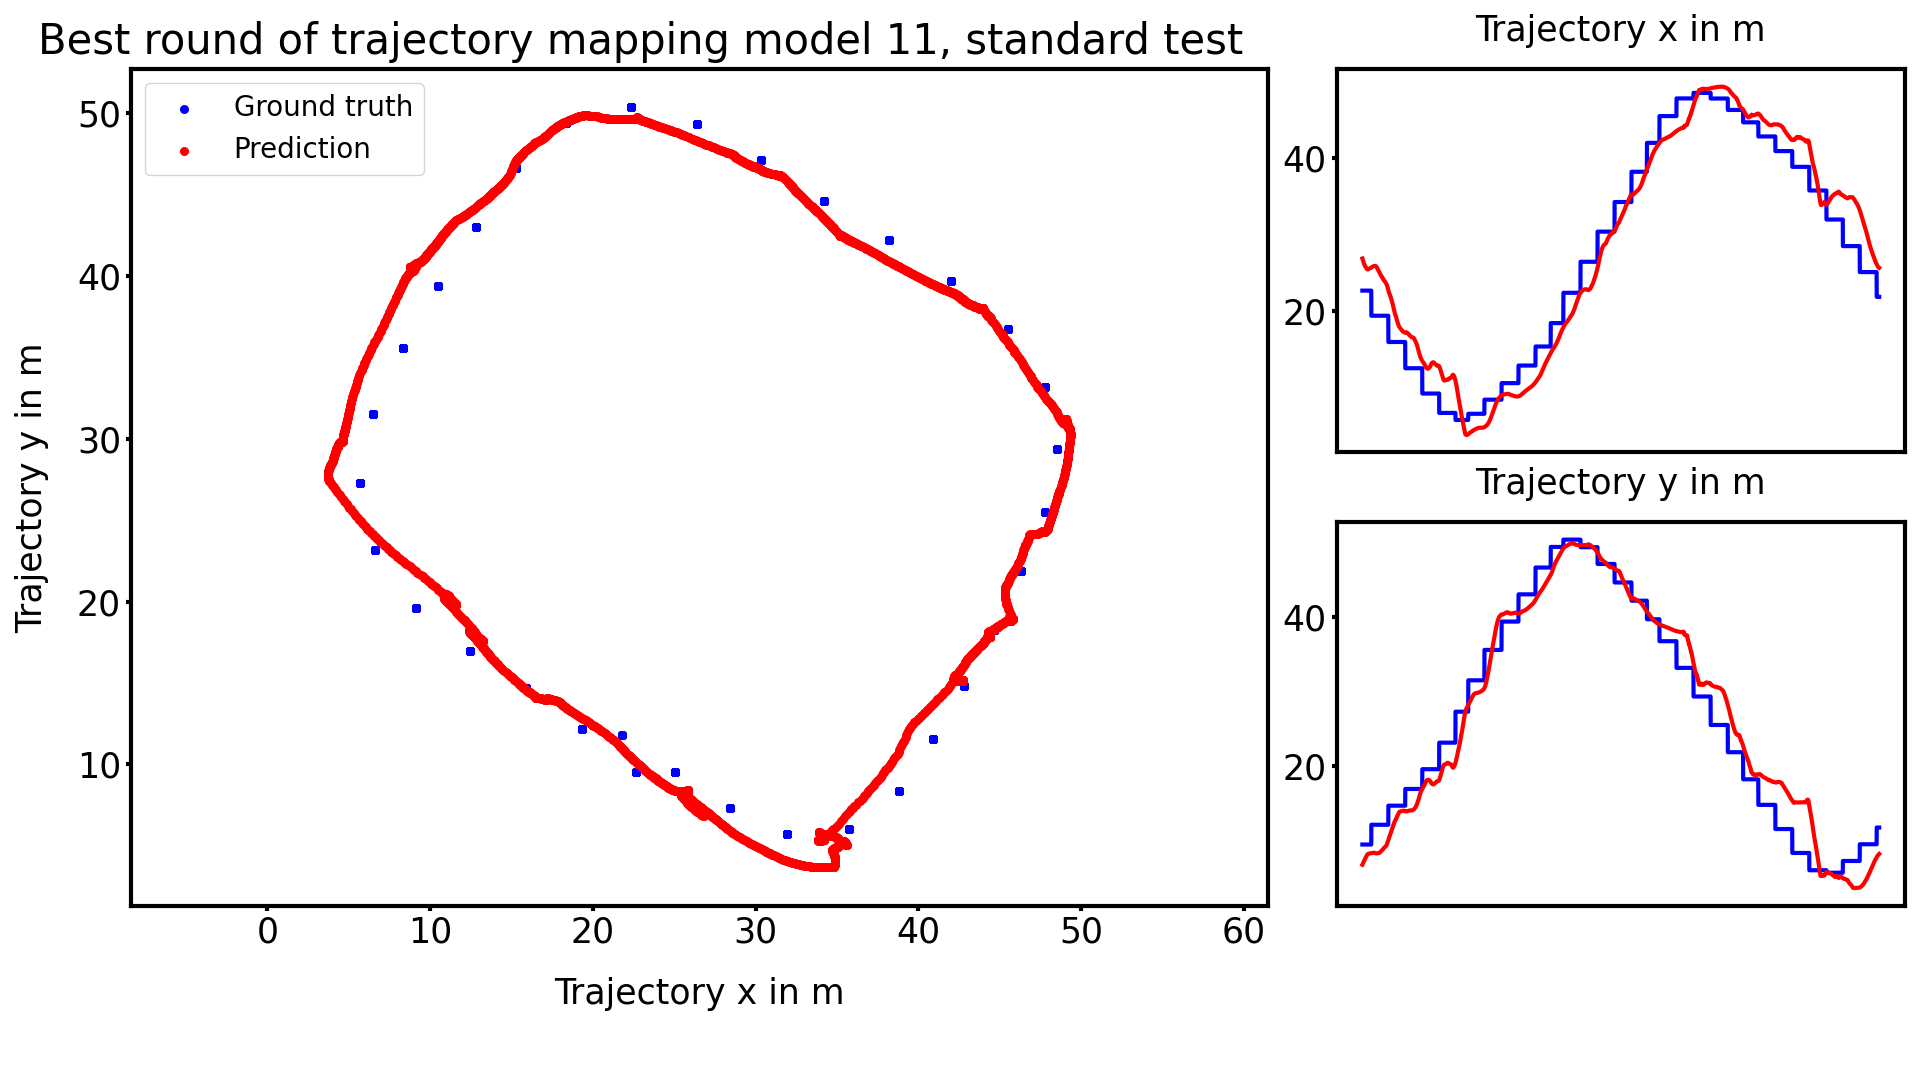 Best round of trajectory mapping model 11, standard test
Ground truth
Prediction
Trajectory y in m
50
40
30
20
10
0 10 20 30 40 50 60
Trajectory x in m
Trajectory x in m
40
20
Trajectory y in m
40
20